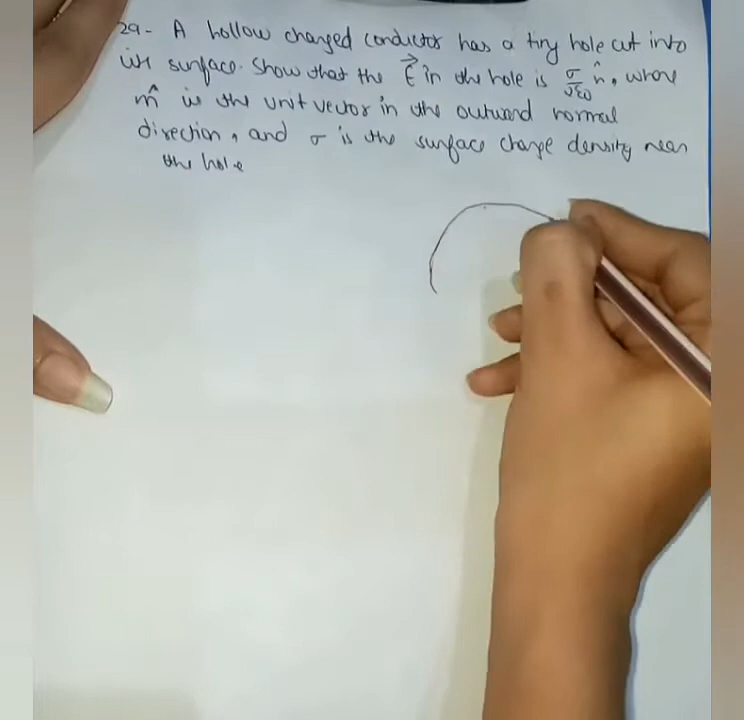 29- A hollow charged conductor has a tiny hole cut into
its surface. Show that the E⃗ in the hole is σ/2ε0 n̂, where
n̂ is the unit vector in the outward normal
direction, and σ is the surface charge density near
the hole